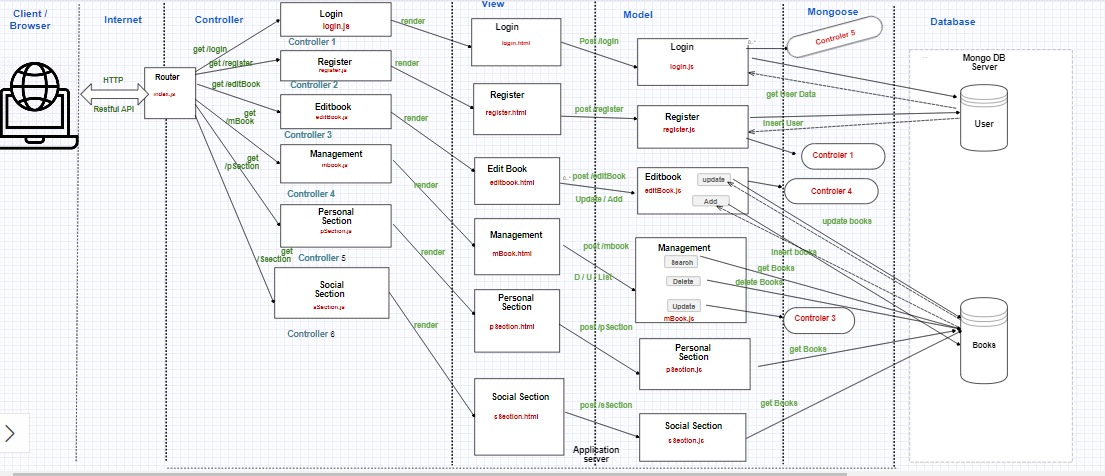 Client /
Browser
Internet
Controller
View
Model
Mongoose
Database
HTTP
Restful API
Router
index.js
get /login
get /register
get /editBook
get
/mBook
get
/pSection
get
/Ssection
Login
login.js
Controller 1
Register
register.js
Controller 2
Editbook
editBook.js
Controller 3
Management
mbook.js
Controller 4
Personal
Section
pSection.js
Controller 5
Social
Section
sSection.js
Controller 6
render
render
render
render
render
render
Login
login.html
Register
register.html
Edit Book
editbook.html
Management
mBook.html
Personal
Section
pSection.html
Social Section
sSection.html
Post /login
post /register
post /editBook
Update / Add
post /mbook
D / U / List
post /pSection
post /sSection
Application
server
Login
login.js
Register
register.js
Editbook
editBook.js
update
Add
Management
Search
Delete
Update
mBook.js
Personal
Section
pSection.js
Social Section
sSection.js
Controler 5
get User Data
Insert User
Controler 1
Controler 4
update books
Insert books
get Books
delete Books
Controler 3
get Books
get Books
Mongo DB
Server
User
Books